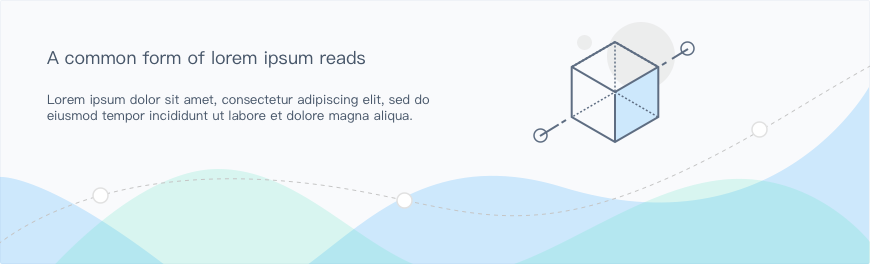 A common form of lorem ipsum reads
Lorem ipsum dolor sit amet, consectetur adipiscing elit, sed do
eiusmod tempor incididunt ut labore et dolore magna aliqua.